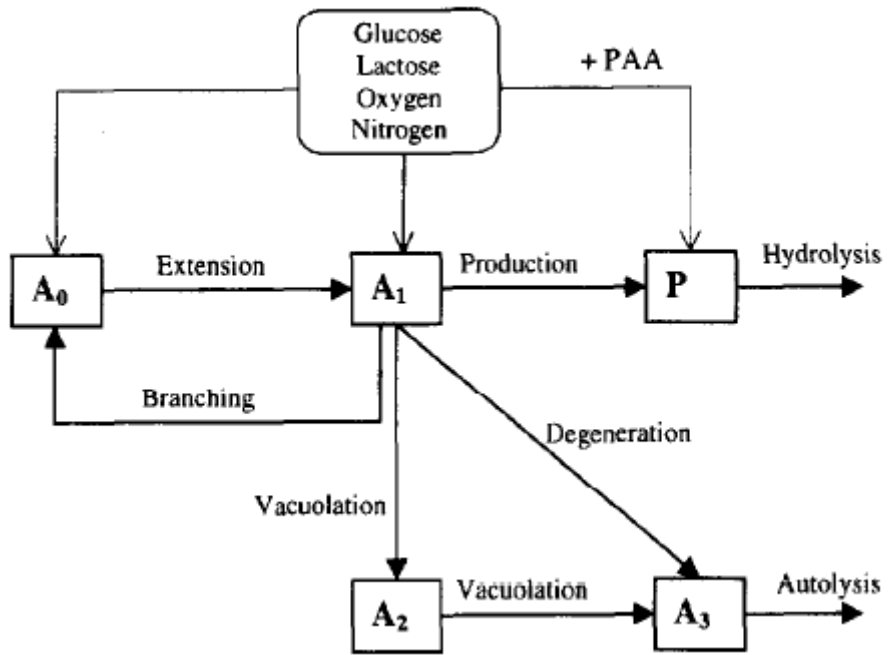 Glucose
Lactose
Oxygen
Nitrogen
+ PAA
A₀
Extension
A₁
Production
P
Hydrolysis
Branching
Degeneration
Vacuolation
A₂
Vacuolation
A₃
Autolysis